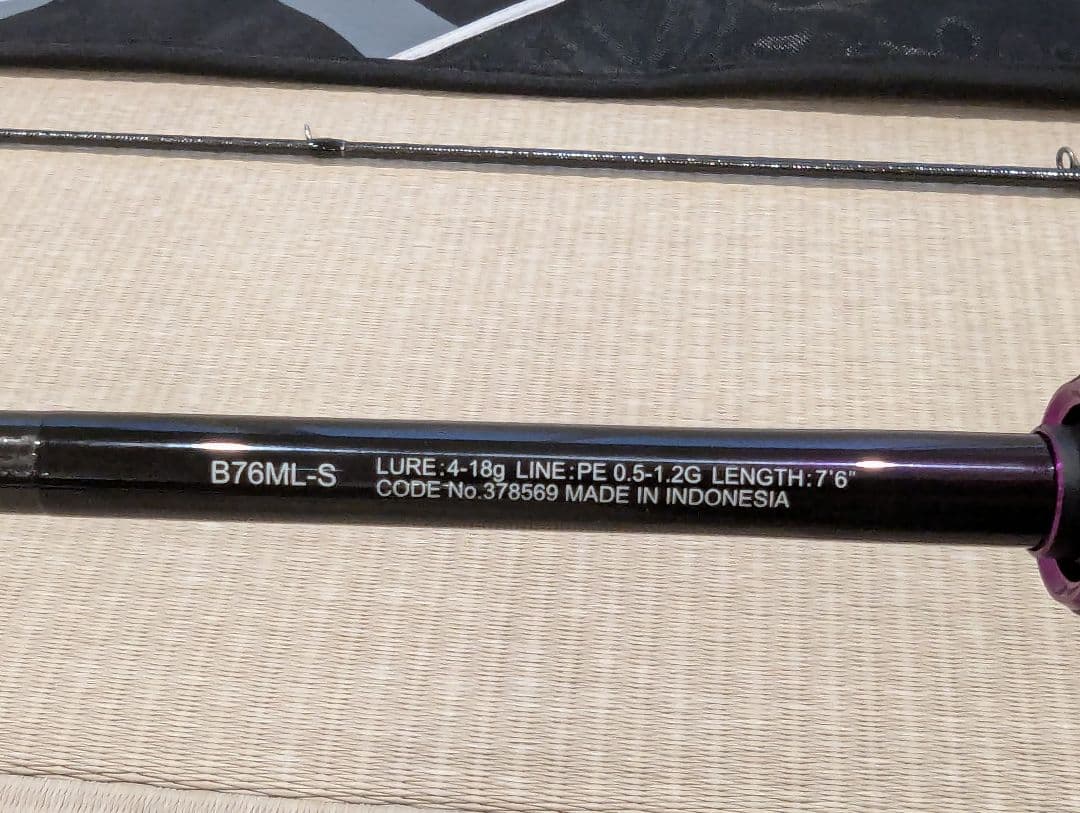 B76ML-S
LURE:4-18g LINE:PE 0.5-1.2G LENGTH:7'6"
CODE No.378569 MADE IN INDONESIA